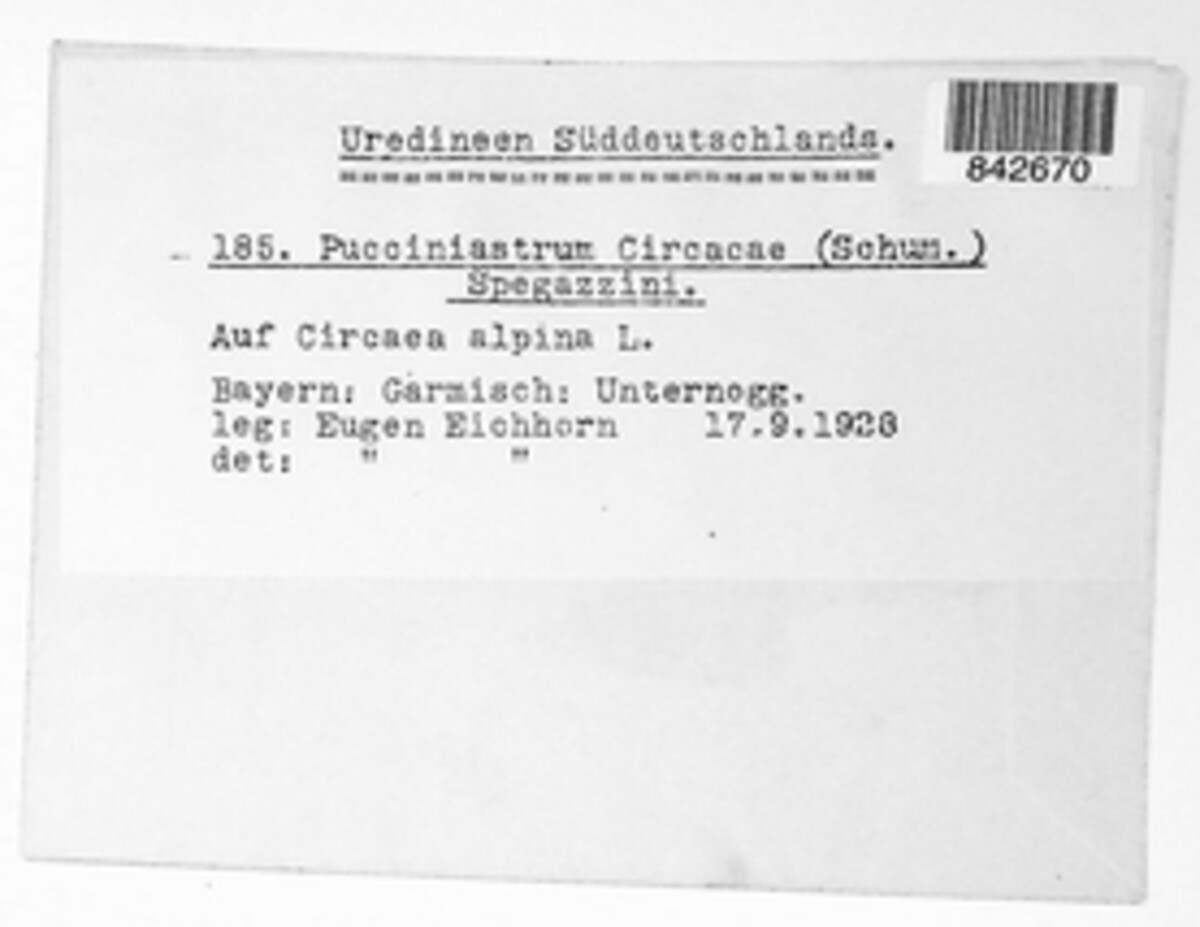 Uredineen Süddeutschlands.
842670
185. Pucciniastrum Circaeae (Schum.)
Spegazzini.
Auf Circaea alpina L.
Bayern: Garmisch: Unternogg.
leg: Eugen Eichhorn 17.9.1928
det: " "